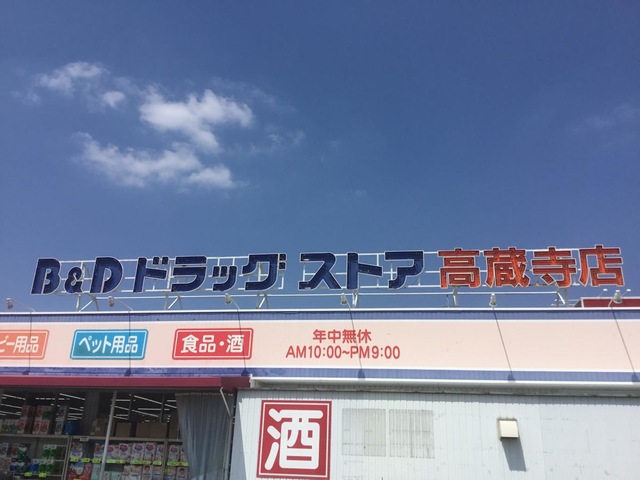 B&D ドラッグ ストア 高蔵寺店
ビー用品
ペット用品
食品・酒
年中無休
AM10:00~PM9:00
酒